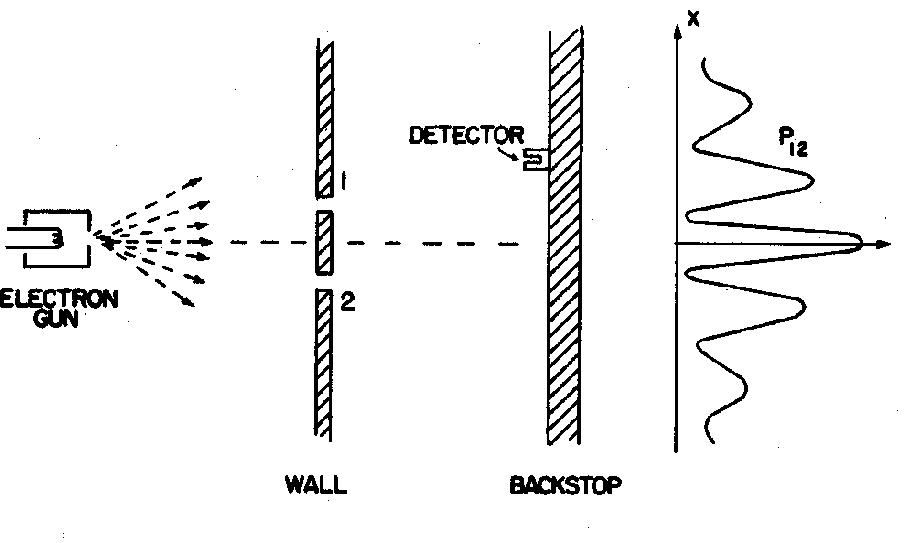 X
P12
DETECTOR
1
ELECTRON
GUN
2
WALL
BACKSTOP